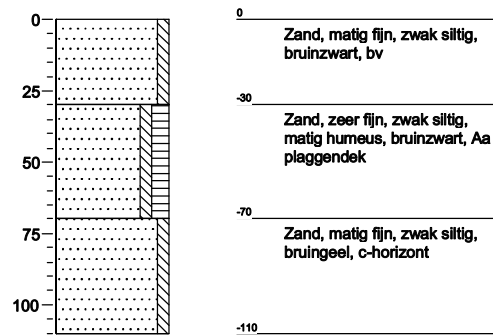 0
0
Zand, matig fijn, zwak siltig,
bruinzwart, bv
25
-30
Zand, zeer fijn, zwak siltig,
matig humeus, bruinzwart, Aa
plaggendek
50
-70
75
Zand, matig fijn, zwak siltig,
bruingeel, c-horizont
100
-110